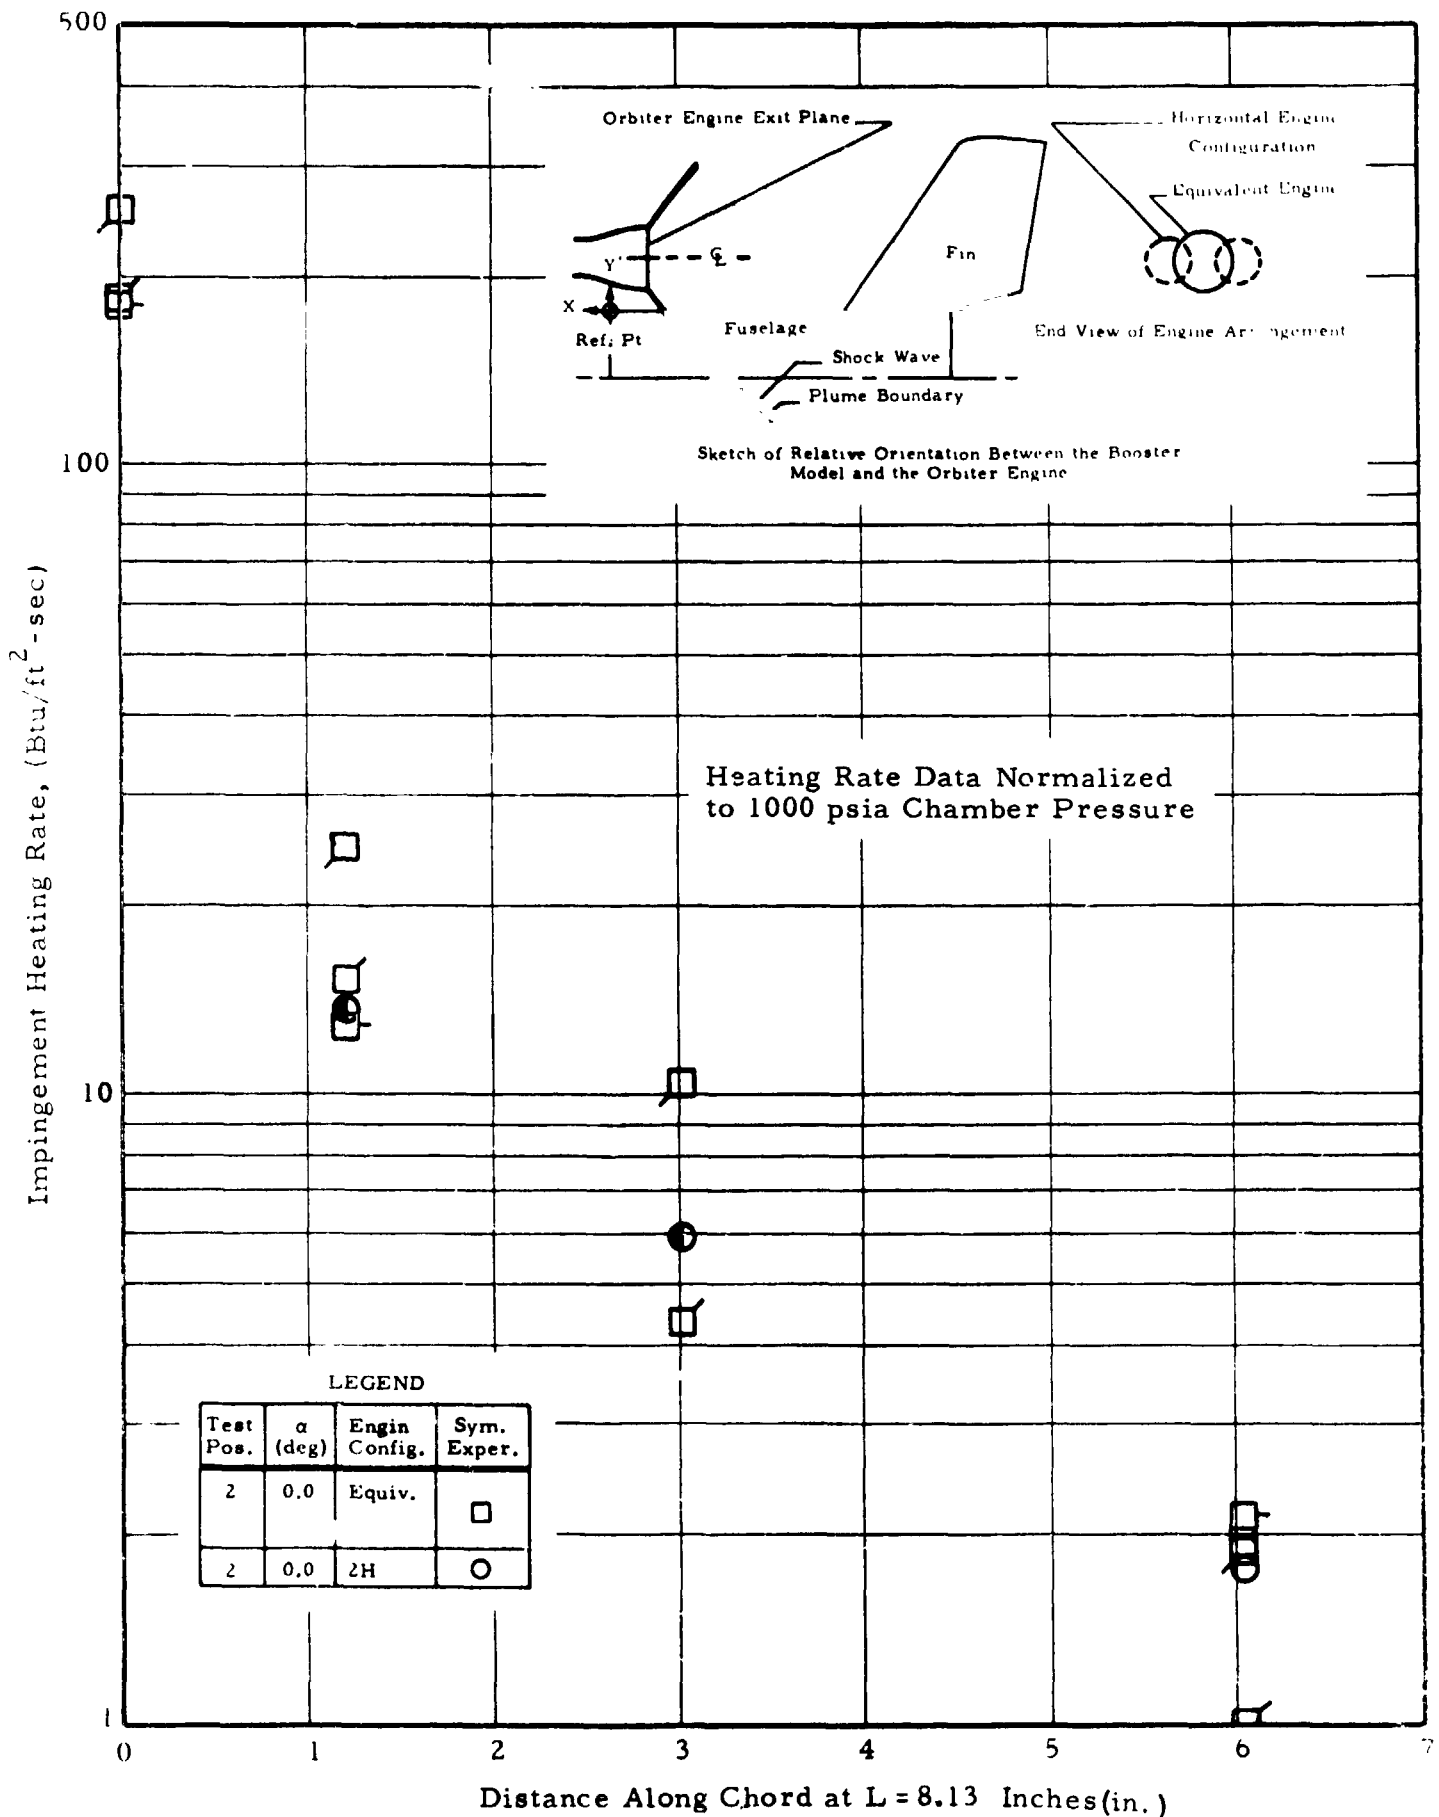 500
Orbiter Engine Exit Plane
Horizontal Engine
Configuration
Equivalent Engine
Y
℄
Fin
X
Ref. Pt
Fuselage
End View of Engine
Shock Wave
Plume Boundary
Sketch of Relative Orientation Between the Booster
Model and the Orbiter Engine
100
Impingement Heating Rate, (Btu/ft²-sec)
Heating Rate Data Normalized
to 1000 psia Chamber Pressure
10
LEGEND
Test Pos. α (deg) Engin Config. Sym. Exper.
2 0.0 Equiv. □
2 0.0 2H ○
1
0 1 2 3 4 5 6 7
Distance Along Chord at L = 8.13 Inches (in.)